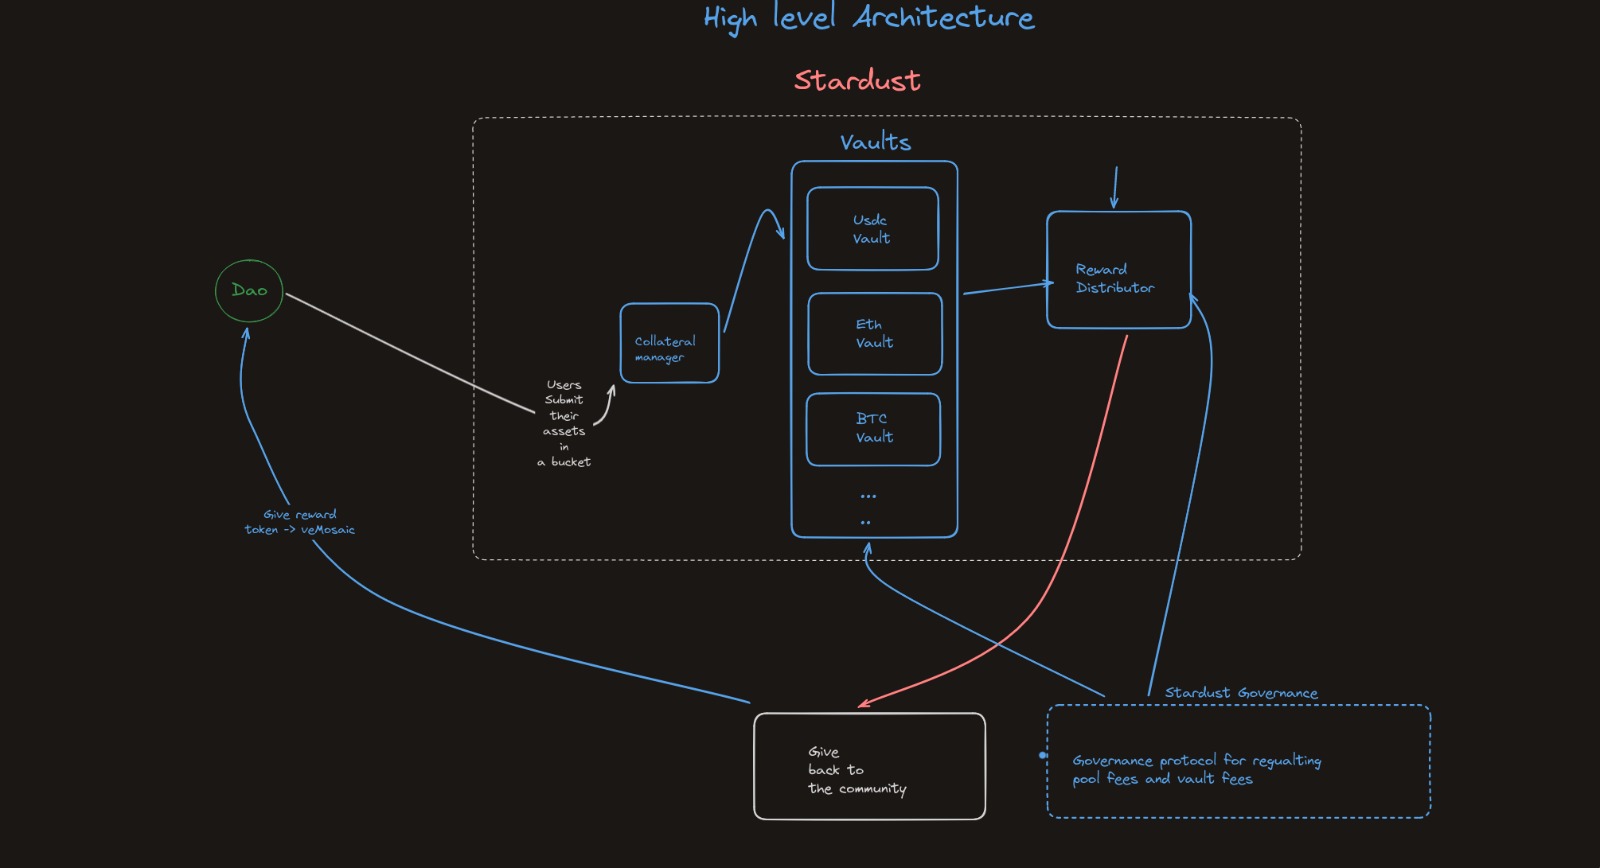 High level Architecture
Stardust
Vaults
Usdc
Vault
Reward
Distributor
Dao
Eth
Vault
Collateral
manager
Users
Submit
their
assets
in
a bucket
BTC
Vault
...
..
Give reward
token -> veMosaic
Stardust Governance
Give
back to
the community
Governance protocol for regualting
pool fees and vault fees